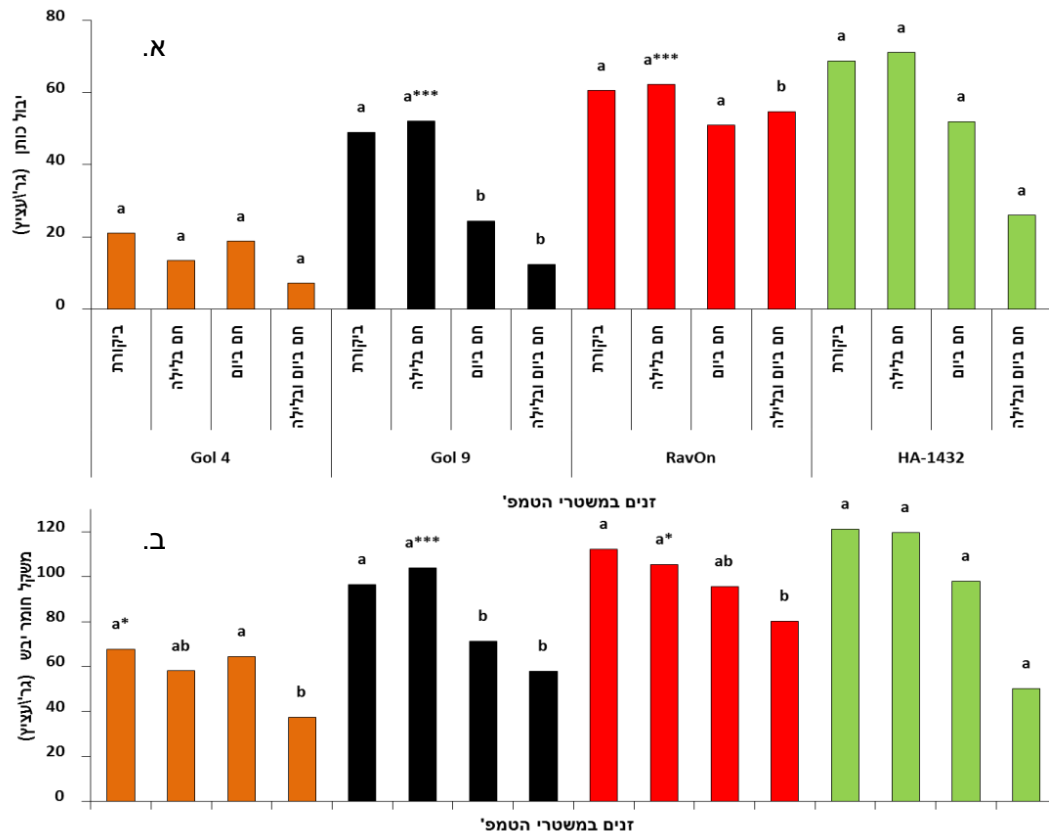 א.
יבול כותן (גר'\עציץ)
80
60
40
20
0
a a a a a a*** b b a a*** a b a a a a
ביקורת
חם בלילה
חם ביום
חם ביום ובלילה
ביקורת
חם בלילה
חם ביום
חם ביום ובלילה
ביקורת
חם בלילה
חם ביום
חם ביום ובלילה
ביקורת
חם בלילה
חם ביום
חם ביום ובלילה
Gol 4 Gol 9 RavOn HA-1432
זנים במשטרי הטמפ'
ב.
משקל חומר יבש (גר'\עציץ)
120
100
80
60
40
20
0
a* ab a b a a*** b b a a* ab b a a a a
זנים במשטרי הטמפ'